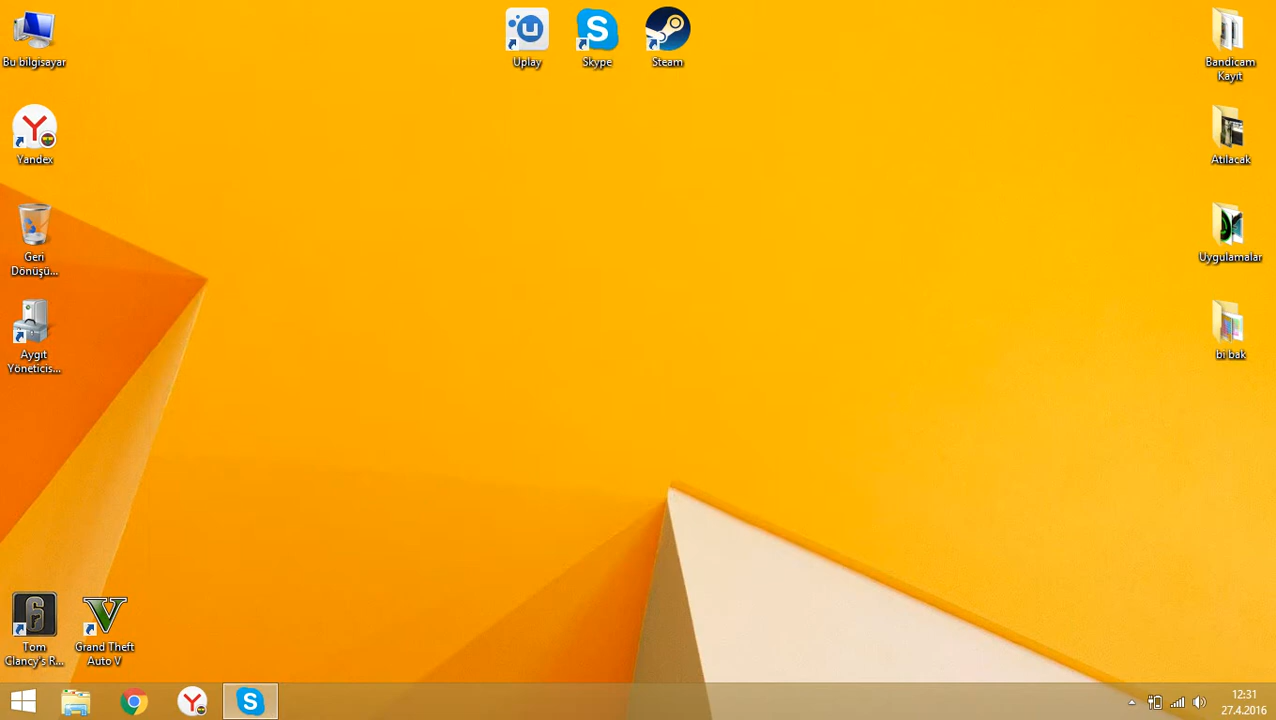 Bu bilgisayar
Yandex
Geri
Dönüşü...
Aygıt
Yöneticis...
Uplay
Skype
Steam
Bandicam
Kayıt
Atılacak
Uygulamalar
bi bak
Tom
Clancy's R...
Grand Theft
Auto V
12:31
27.4.2016